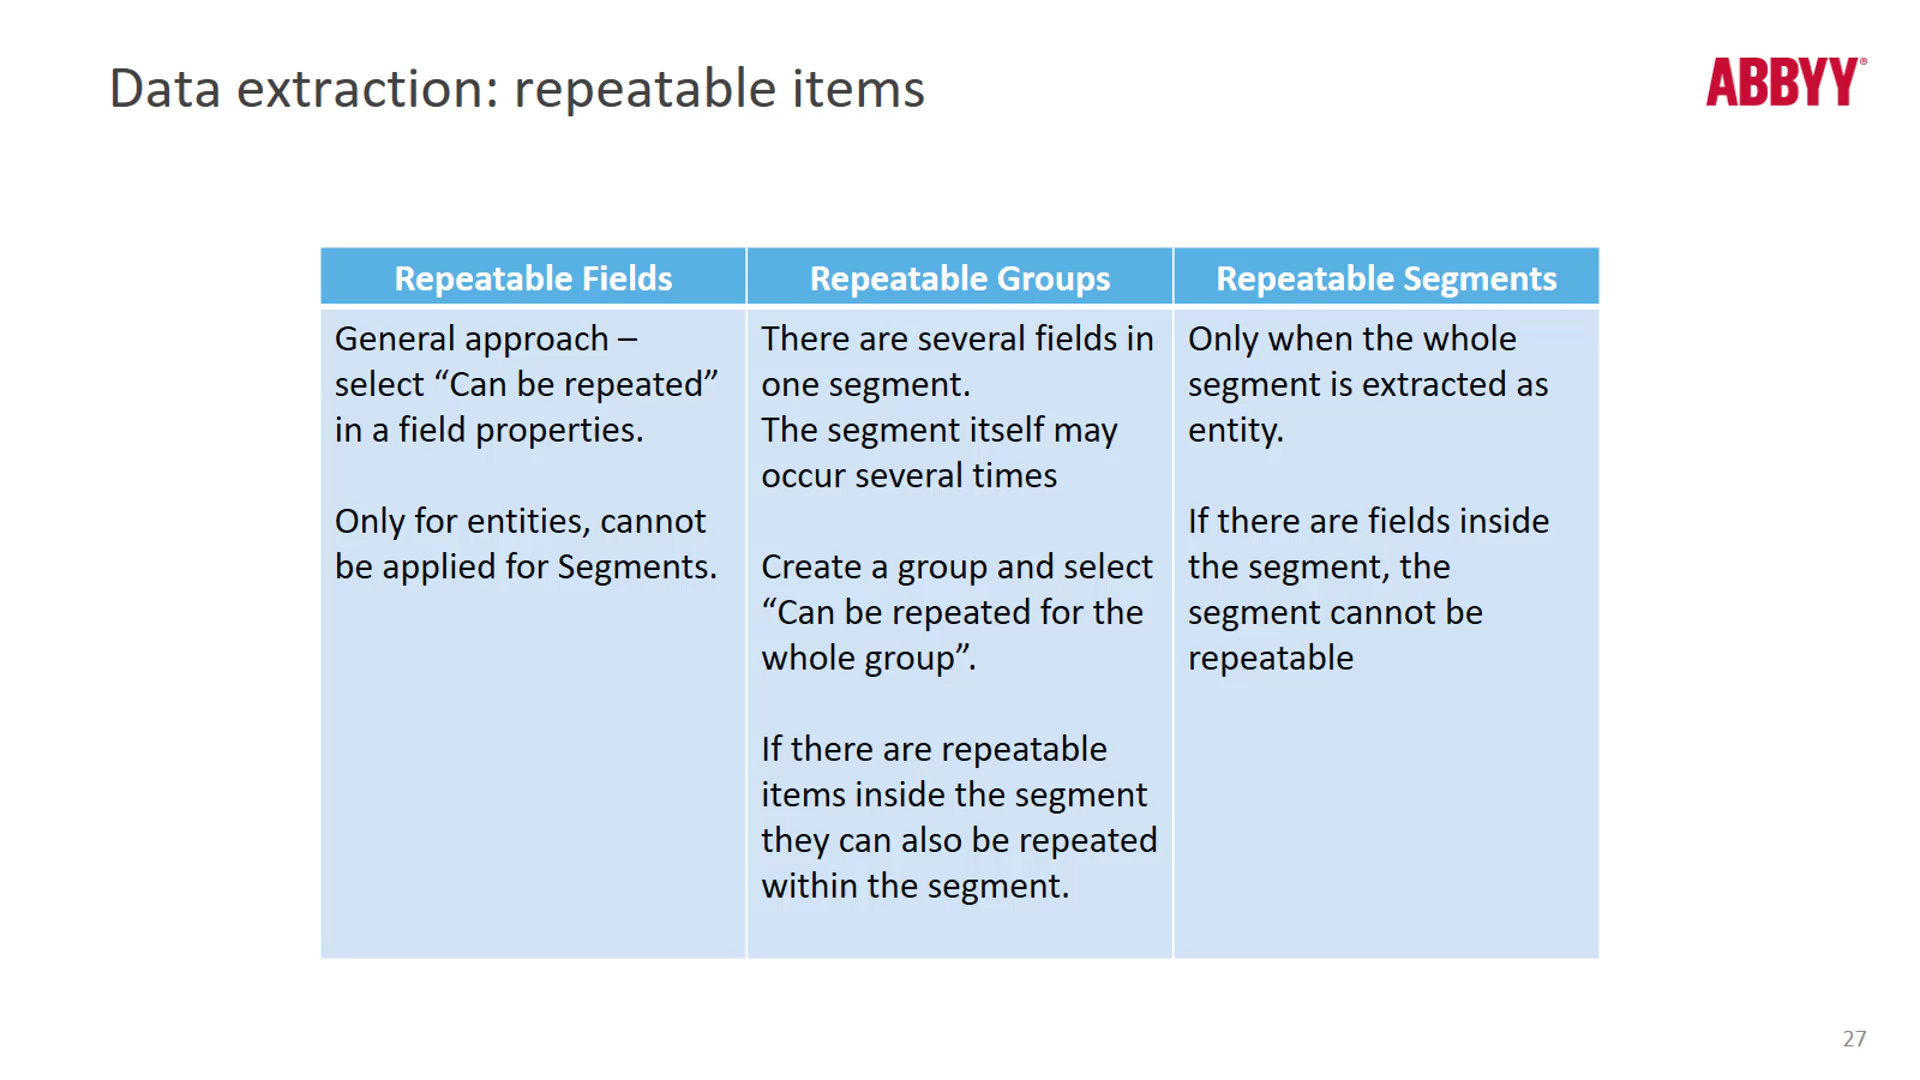 Data extraction: repeatable items
ABBYY®
Repeatable Fields
General approach –
select “Can be repeated”
in a field properties.
Only for entities, cannot
be applied for Segments.
Repeatable Groups
There are several fields in
one segment.
The segment itself may
occur several times
Create a group and select
“Can be repeated for the
whole group”.
If there are repeatable
items inside the segment
they can also be repeated
within the segment.
Repeatable Segments
Only when the whole
segment is extracted as
entity.
If there are fields inside
the segment, the
segment cannot be
repeatable
27